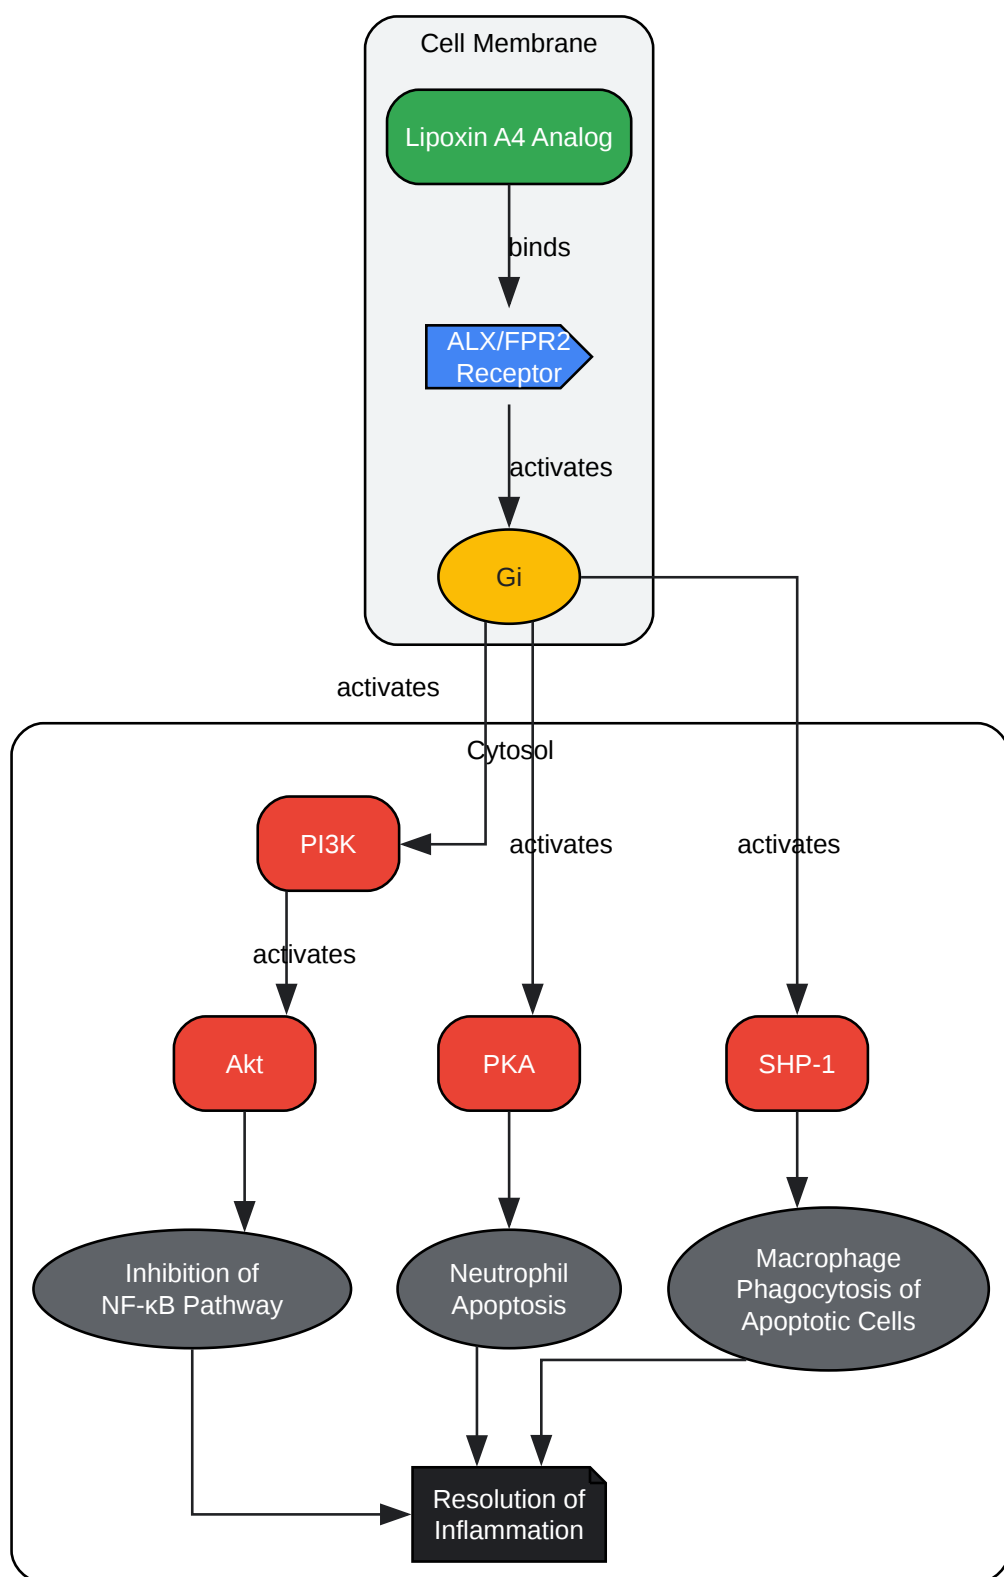 Cell Membrane
Lipoxin A4 Analog
binds
ALX/FPR2
Receptor
activates
Gi
activates
Cytosol
PI3K
activates
activates
activates
Akt
PKA
SHP-1
Inhibition of
NF-κB Pathway
Neutrophil
Apoptosis
Macrophage
Phagocytosis of
Apoptotic Cells
Resolution of
Inflammation